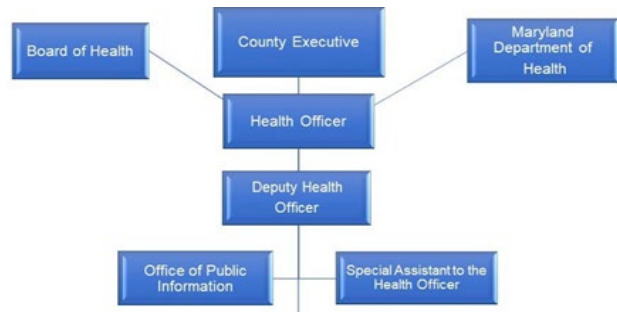 Board of Health
County Executive
Maryland
Department of
Health
Health Officer
Deputy Health
Officer
Office of Public
Information
Special Assistant to the
Health Officer